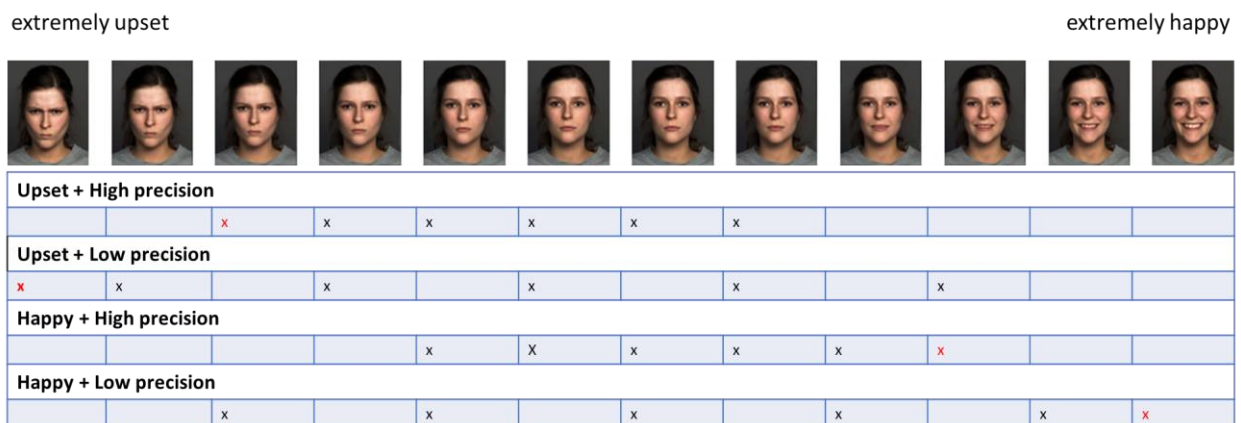 extremely upset extremely happy
Upset + High precision
x x x x x x
Upset + Low precision
x x x x x x
Happy + High precision
x X x x x x
Happy + Low precision
x x x x x x